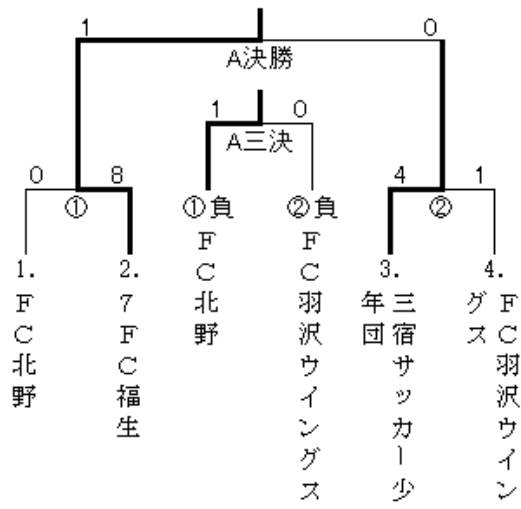 1
0
A決勝
1
0
A三決
0
8
①
①負
②負
4
1
②
1.
FC北野
2.
7FC福生
FC北野
FC羽沢ウイングス
3.
三宿サッカー少
年団
4.
FC羽沢ウイン
グス